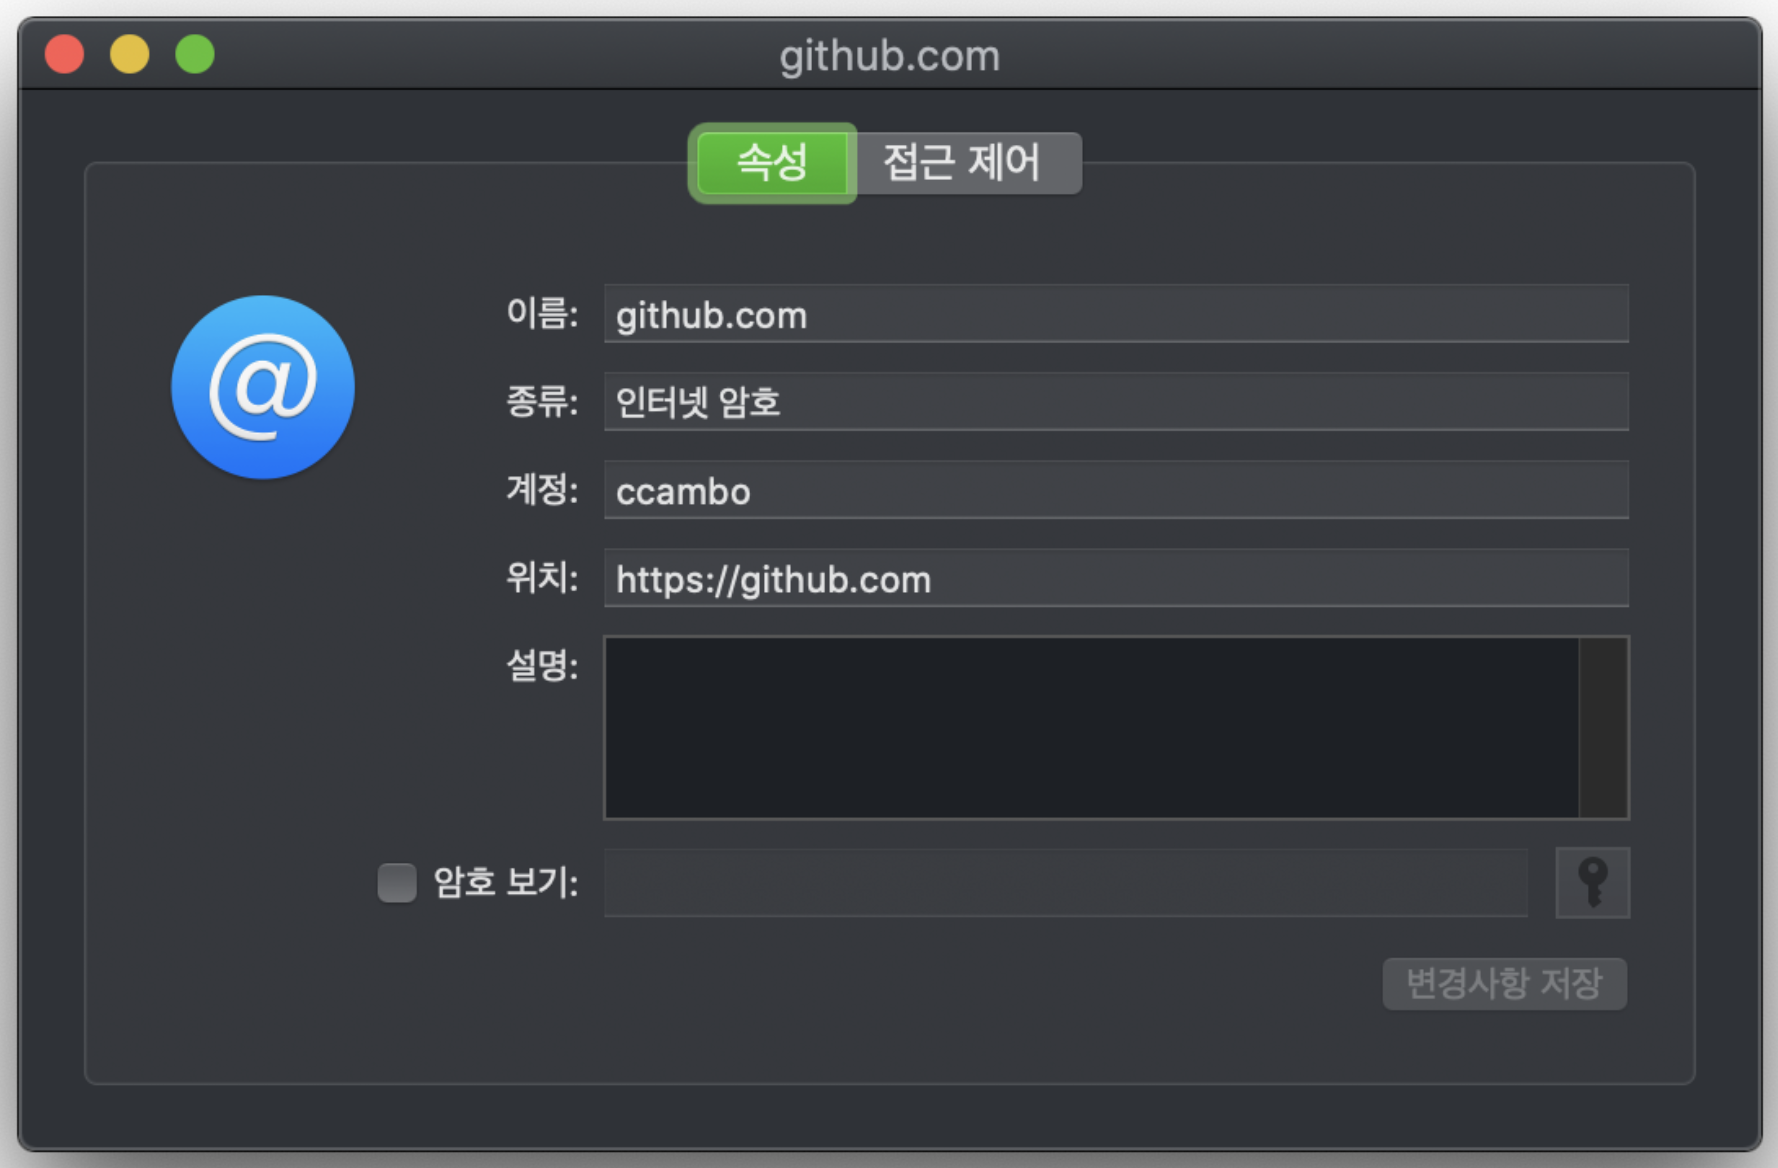 github.com
속성 접근 제어
이름: github.com
종류: 인터넷 암호
계정: ccambo
위치: https://github.com
설명:
암호 보기:
변경사항 저장